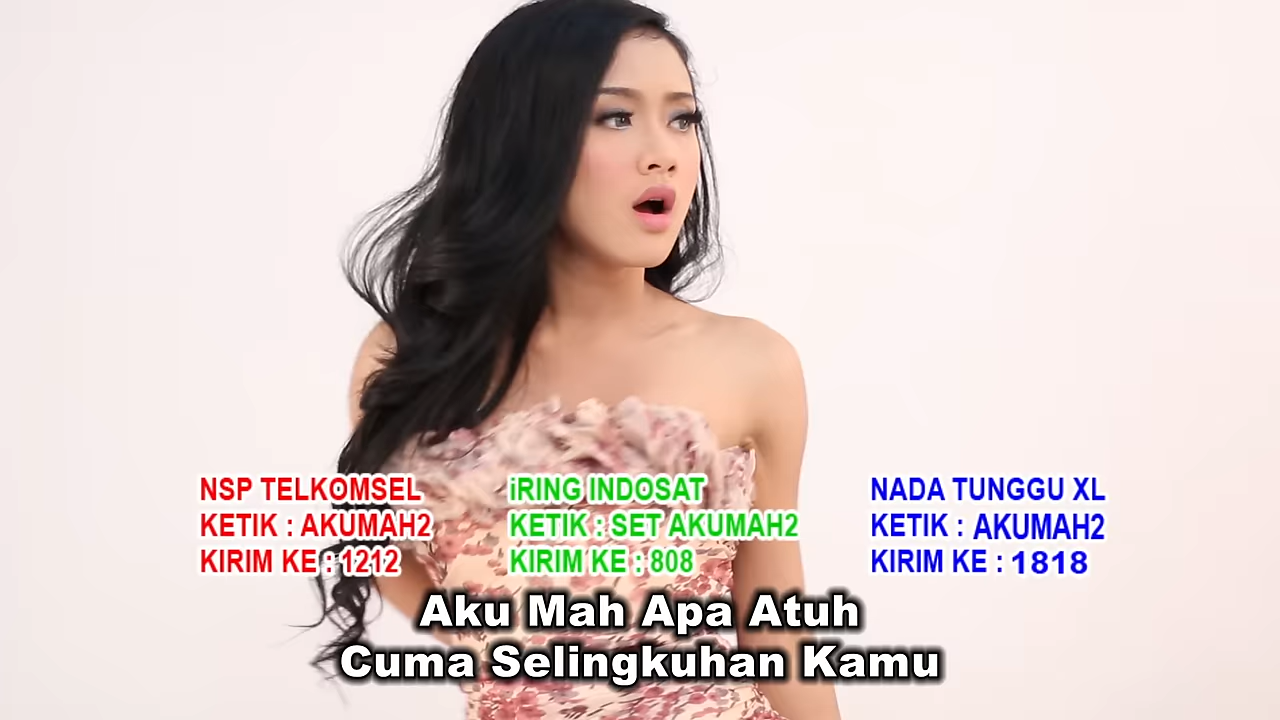 NSP TELKOMSEL
KETIK : AKUMAH2
KIRIM KE : 1212
iRING INDOSAT
KETIK : SET AKUMAH2
KIRIM KE : 808
NADA TUNGGU XL
KETIK : AKUMAH2
KIRIM KE : 1818
Aku Mah Apa Atuh
Cuma Selingkuhan Kamu